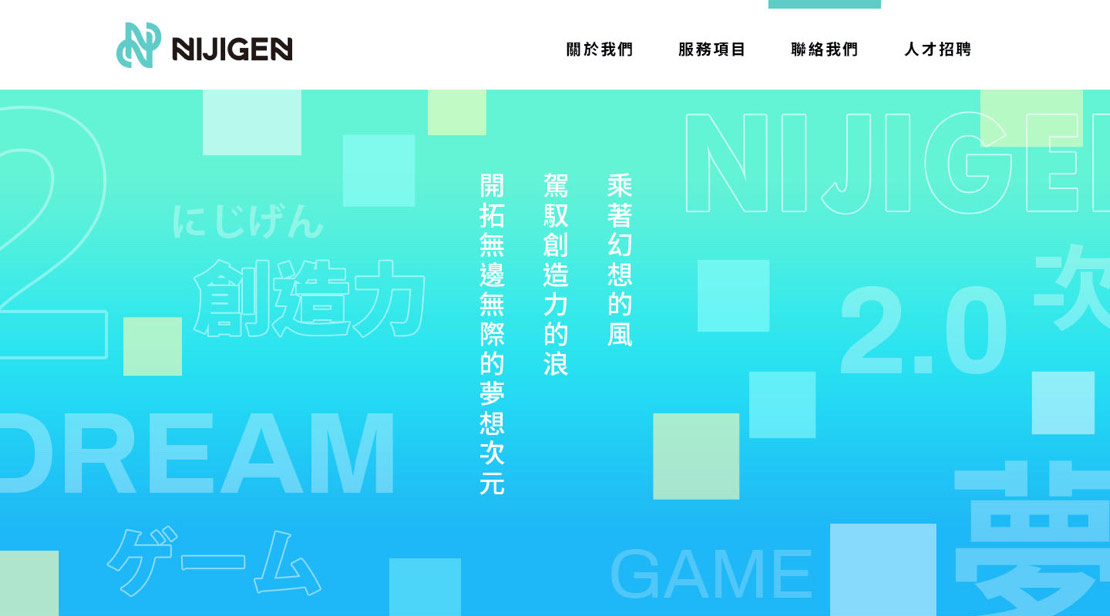 NIJIGEN
關於我們
服務項目
聯絡我們
人才招聘
2
NIJIGE
にじげん
創造力
乘著幻想的風
駕馭創造力的浪
開拓無邊無際的夢想次元
次
2.0
DREAM
夢
ゲーム
GAME